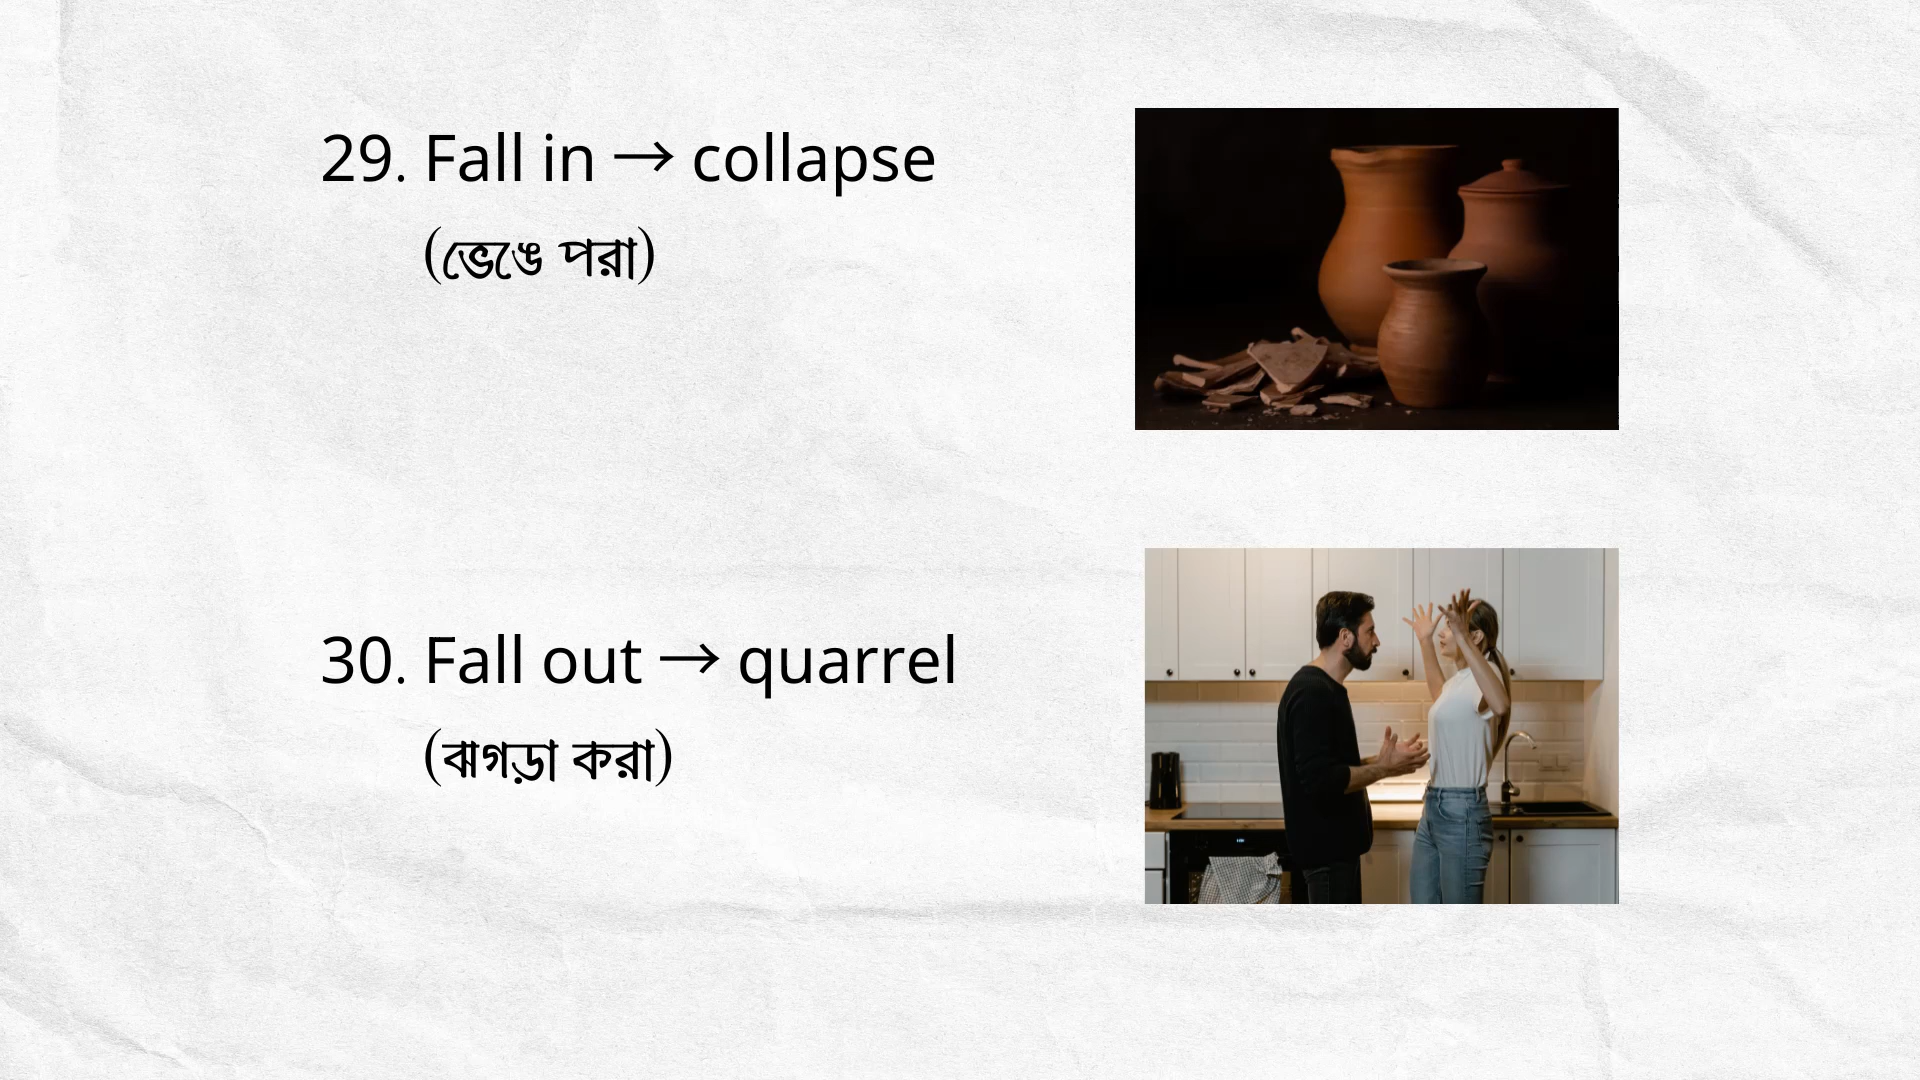 29. Fall in → collapse
(ভেঙে পরা)
30. Fall out → quarrel
(ঝগড়া করা)